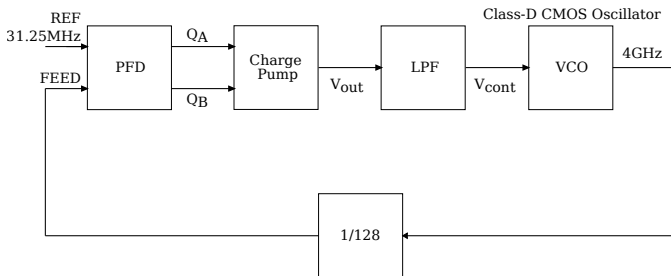 Class-D CMOS Oscillator
REF
31.25MHz
FEED
PFD
QA
QB
Charge
Pump
Vout
LPF
Vcont
VCO
4GHz
1/128